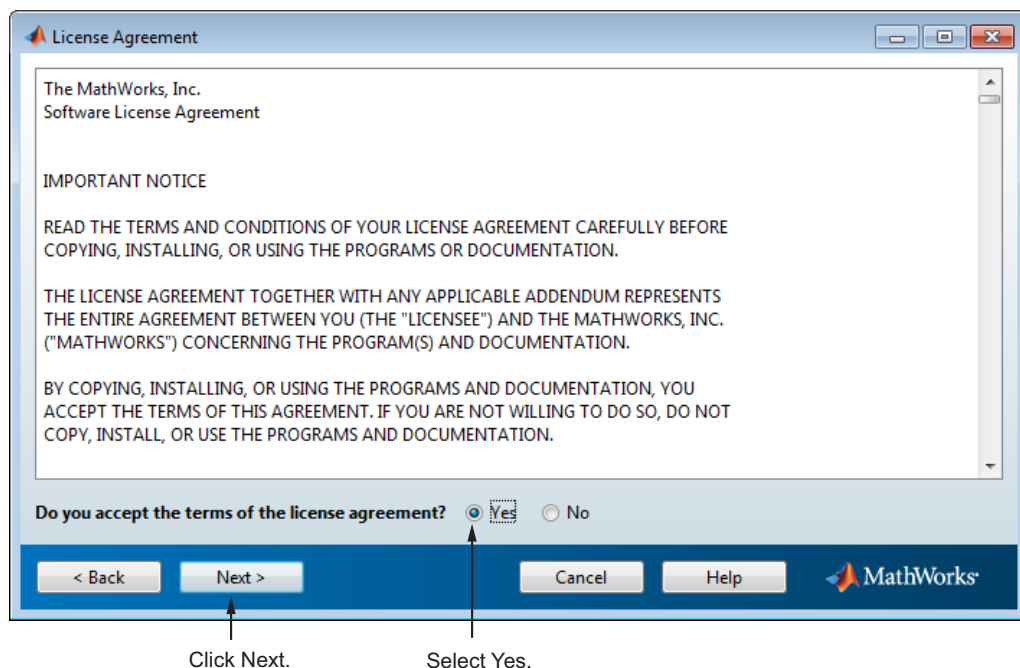 License Agreement
The MathWorks, Inc.
Software License Agreement
IMPORTANT NOTICE
READ THE TERMS AND CONDITIONS OF YOUR LICENSE AGREEMENT CAREFULLY BEFORE
COPYING, INSTALLING, OR USING THE PROGRAMS OR DOCUMENTATION.
THE LICENSE AGREEMENT TOGETHER WITH ANY APPLICABLE ADDENDUM REPRESENTS
THE ENTIRE AGREEMENT BETWEEN YOU (THE "LICENSEE") AND THE MATHWORKS, INC.
("MATHWORKS") CONCERNING THE PROGRAM(S) AND DOCUMENTATION.
BY COPYING, INSTALLING, OR USING THE PROGRAMS AND DOCUMENTATION, YOU
ACCEPT THE TERMS OF THIS AGREEMENT. IF YOU ARE NOT WILLING TO DO SO, DO NOT
COPY, INSTALL, OR USE THE PROGRAMS AND DOCUMENTATION.
Do you accept the terms of the license agreement? Yes No
< Back Next > Cancel Help MathWorks
Click Next. Select Yes.